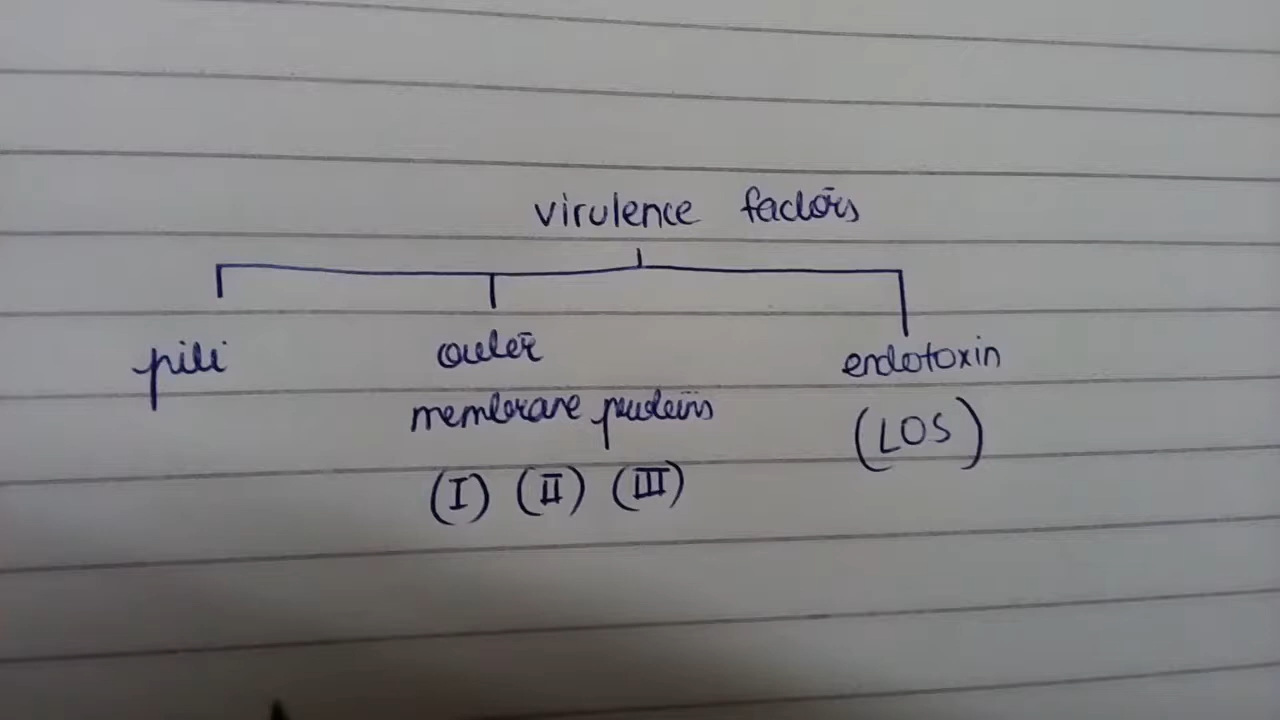 virulence factors
pili
outer
membrane proteins
(I) (II) (III)
endotoxin
(LOS)